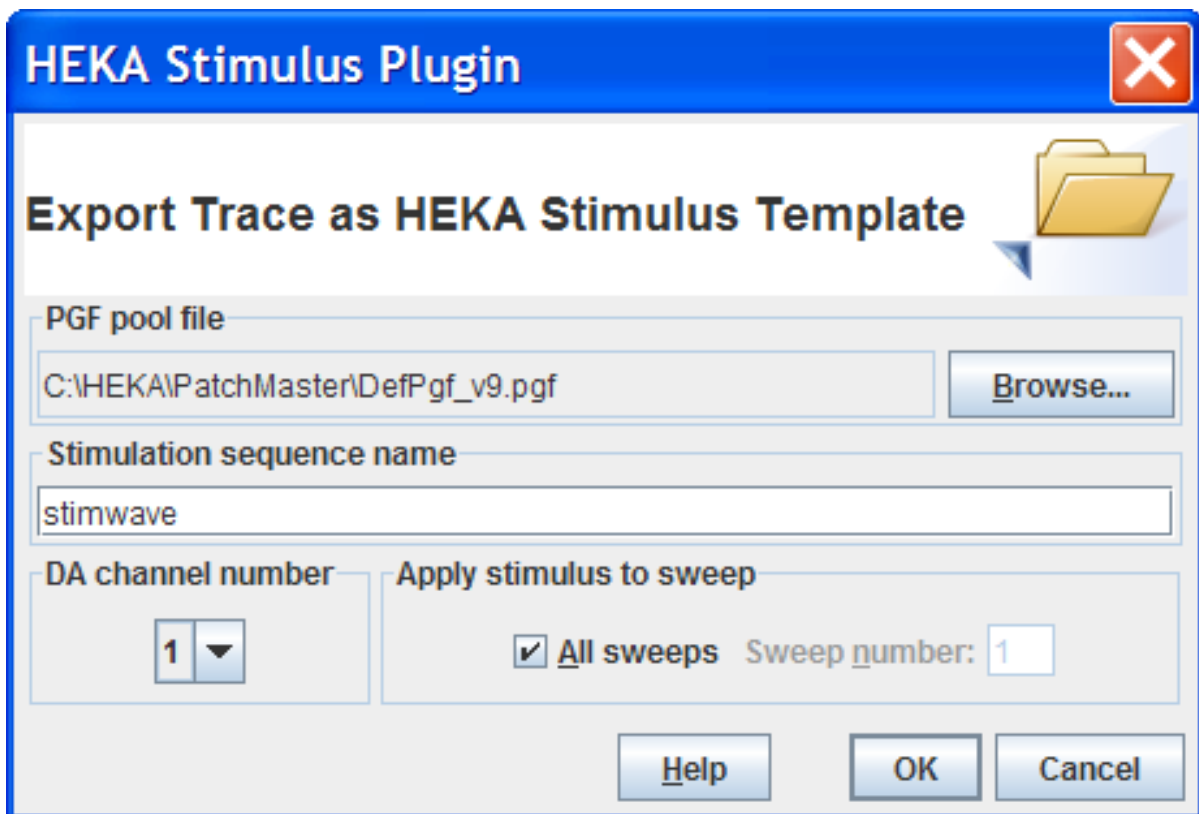 HEKA Stimulus Plugin
Export Trace as HEKA Stimulus Template
PGF pool file
C:\HEKA\PatchMaster\DefPgf_v9.pgf
Browse...
Stimulation sequence name
stimwave
DA channel number
1
Apply stimulus to sweep
All sweeps Sweep number: 1
Help OK Cancel